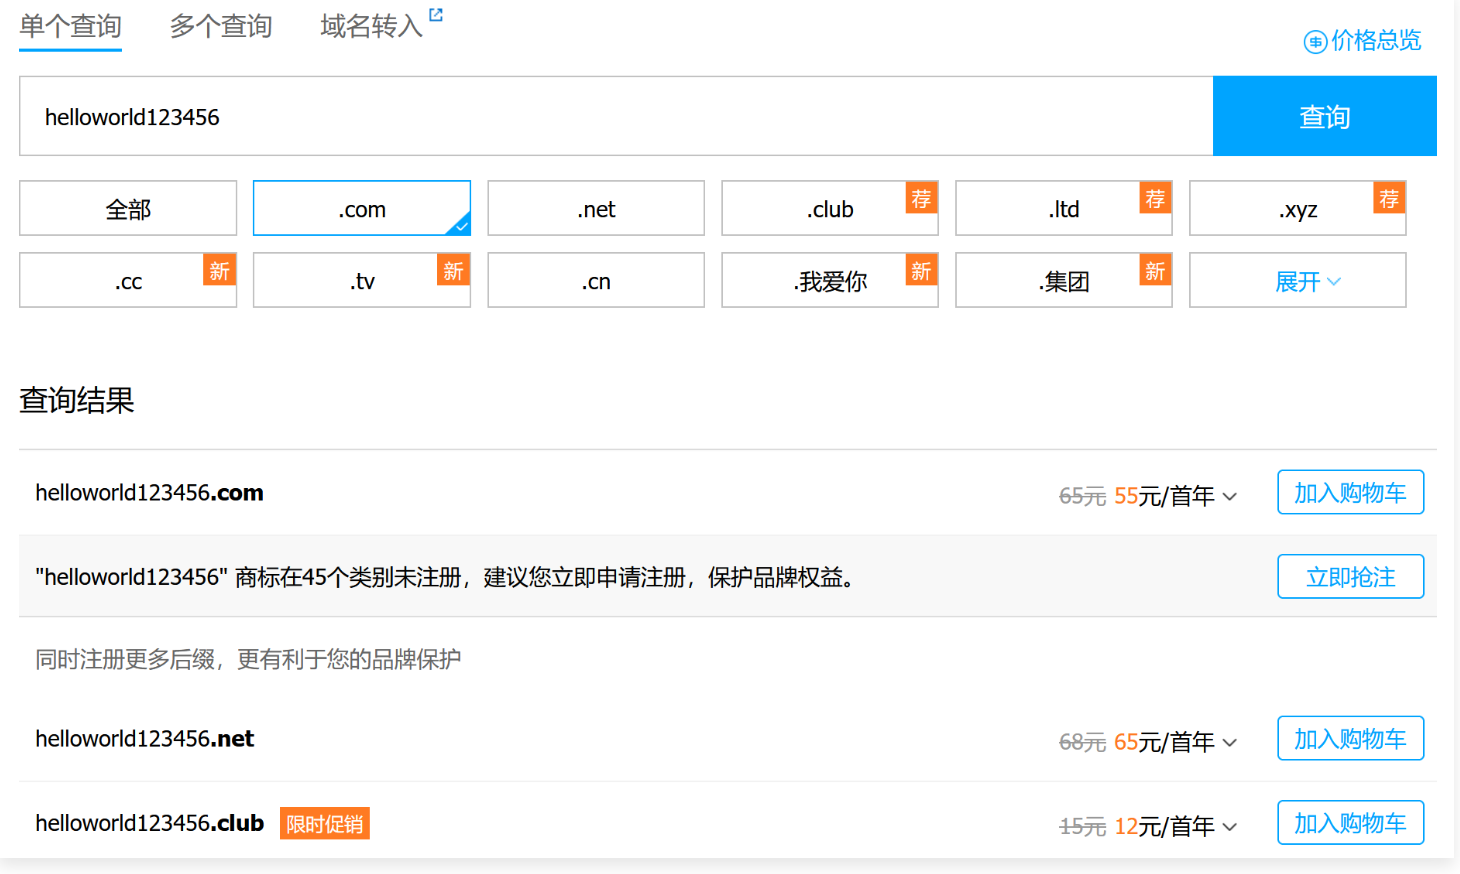 单个查询 多个查询 域名转入
价格总览
helloworld123456 查询
全部 .com .net .club 荐 .ltd 荐 .xyz 荐
.cc 新 .tv 新 .cn .我爱你 新 .集团 新 展开
查询结果
helloworld123456.com 65元 55元/首年 加入购物车
"helloworld123456" 商标在45个类别未注册，建议您立即申请注册，保护品牌权益。 立即抢注
同时注册更多后缀，更有利于您的品牌保护
helloworld123456.net 68元 65元/首年 加入购物车
helloworld123456.club 限时促销 15元 12元/首年 加入购物车